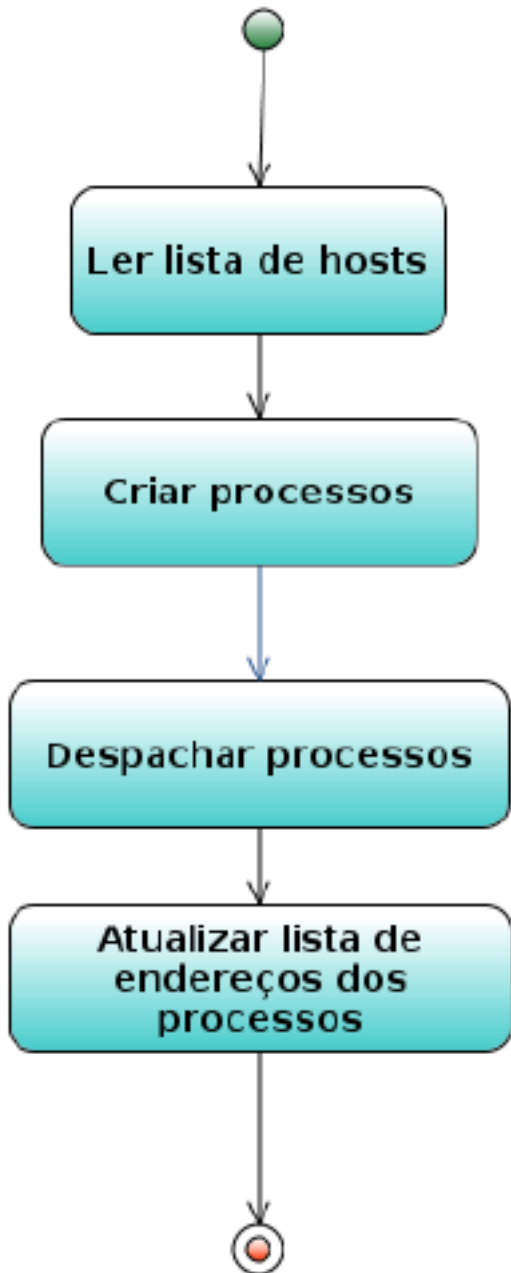 Ler lista de hosts
Criar processos
Despachar processos
Atualizar lista de
endereços dos
processos